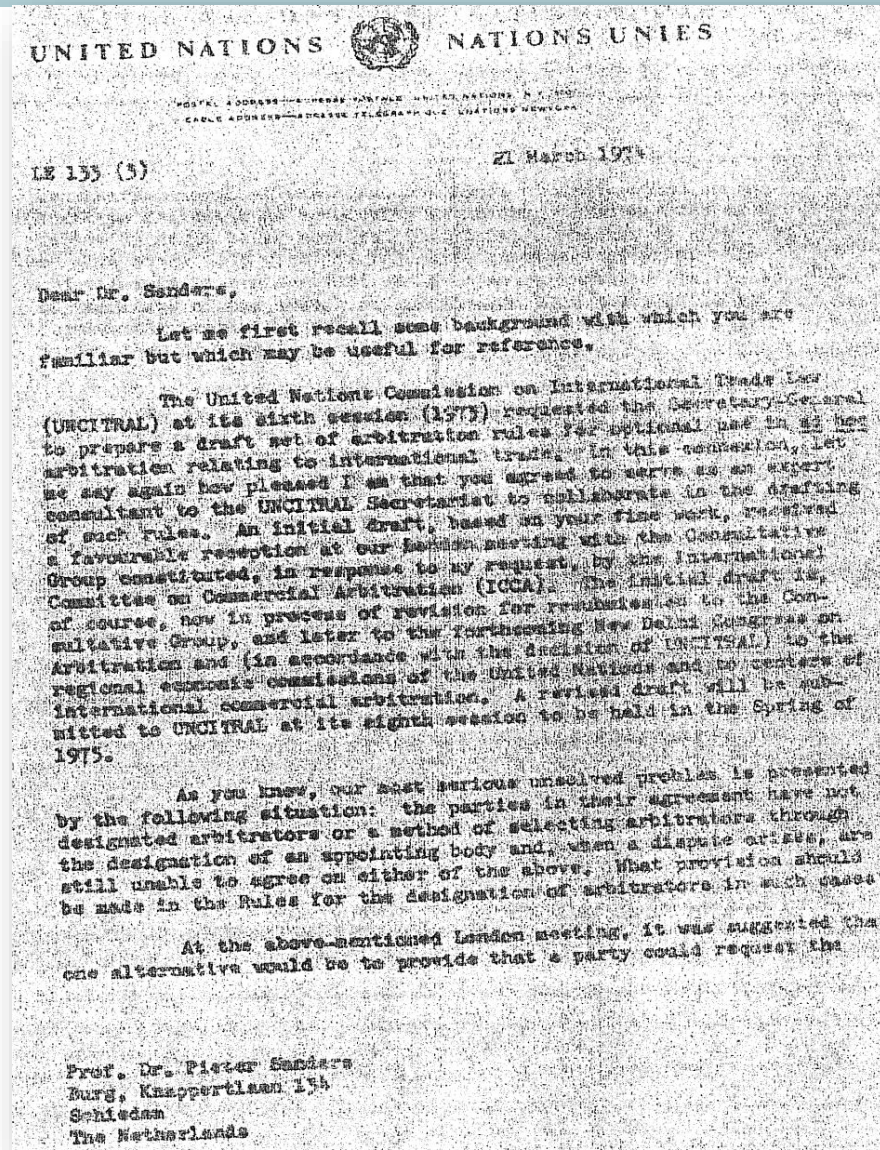 UNITED NATIONS NATIONS UNIES
POSTAL ADDRESS—ADRESSE POSTALE UNITED NATIONS, N.Y.
CABLE ADDRESS—ADRESSE TELEGRAPHIQUE UNATIONS NEWYORK
LE 133 (3)
21 March 1974
Dear Dr. Sanders,
Let me first recall some background with which you are
familiar but which may be useful for reference.
The United Nations Commission on International Trade Law
(UNCITRAL) at its sixth session (1973) requested the Secretary-General
to prepare a draft set of arbitration rules for optional use in ad hoc
arbitration relating to international trade. In this connexion, let
me say again how pleased I am that you agreed to serve as an expert
consultant to the UNCITRAL Secretariat to collaborate in the drafting
of such rules. An initial draft, based on your fine work, received
a favourable reception at our London meeting with the Consultative
Group constituted, in response to my request, by the International
Committee on Commercial Arbitration (ICCA). The initial draft is,
of course, now in process of revision for resubmission to the Con-
sultative Group, and later to the forthcoming New Delhi Congress on
Arbitration and (in accordance with the decision of UNCITRAL) to the
regional economic commissions of the United Nations and to centers of
international commercial arbitration. A revised draft will be sub-
mitted to UNCITRAL at its eighth session to be held in the Spring of
1975.
As you know, our most serious unsolved problem is presented
by the following situation: the parties in their agreement have not
designated arbitrators or a method of selecting arbitrators through
the designation of an appointing body and, when a dispute arises, are
still unable to agree on either of the above. What provision should
be made in the Rules for the designation of arbitrators in such cases
At the above-mentioned London meeting, it was suggested tha
one alternative would be to provide that a party could request the
Prof. Dr. Pieter Sanders
Burg. Knappertlaan 134
Schiedam
The Netherlands